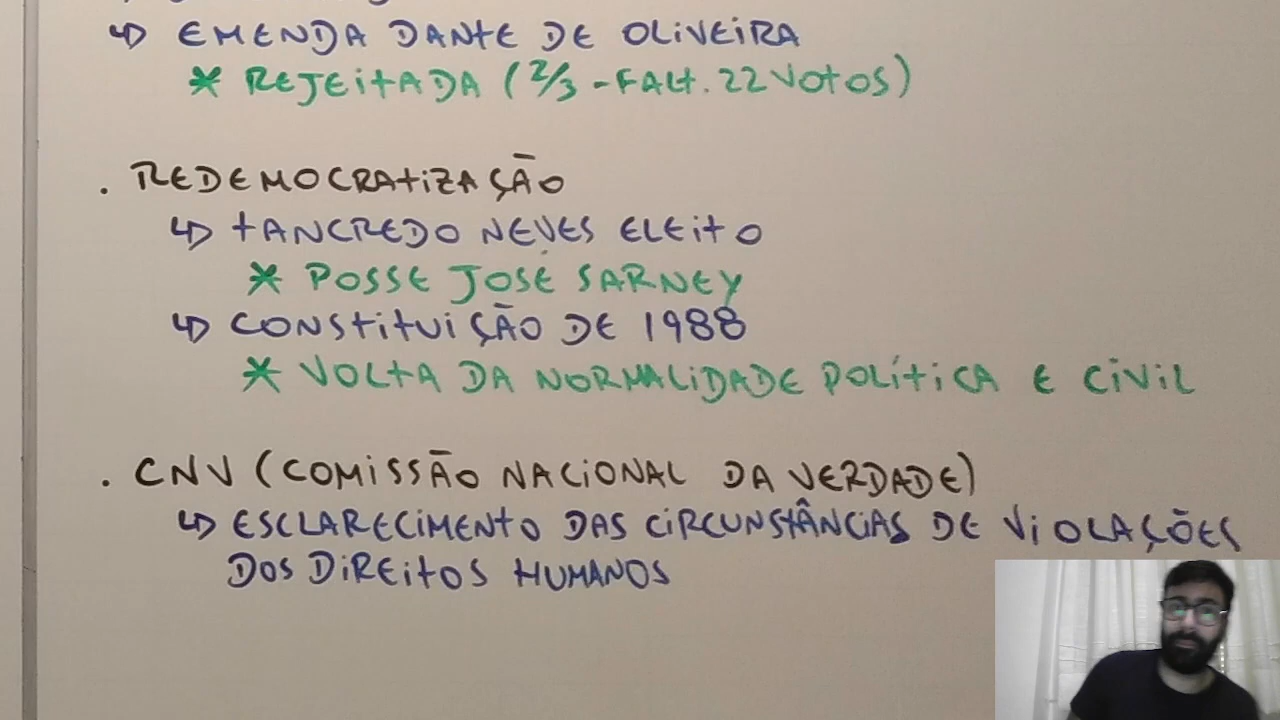 ↳ EMENDA DANTE DE OLIVEIRA
* REJEITADA (2/3 - FALT. 22 VOTOS)
. REDEMOCRATIZAÇÃO
↳ TANCREDO NEVES ELEITO
* POSSE JOSÉ SARNEY
↳ CONSTITUIÇÃO DE 1988
* VOLTA DA NORMALIDADE POLÍTICA E CIVIL
. CNV (COMISSÃO NACIONAL DA VERDADE)
↳ ESCLARECIMENTO DAS CIRCUNSTÂNCIAS DE VIOLAÇÕES
DOS DIREITOS HUMANOS